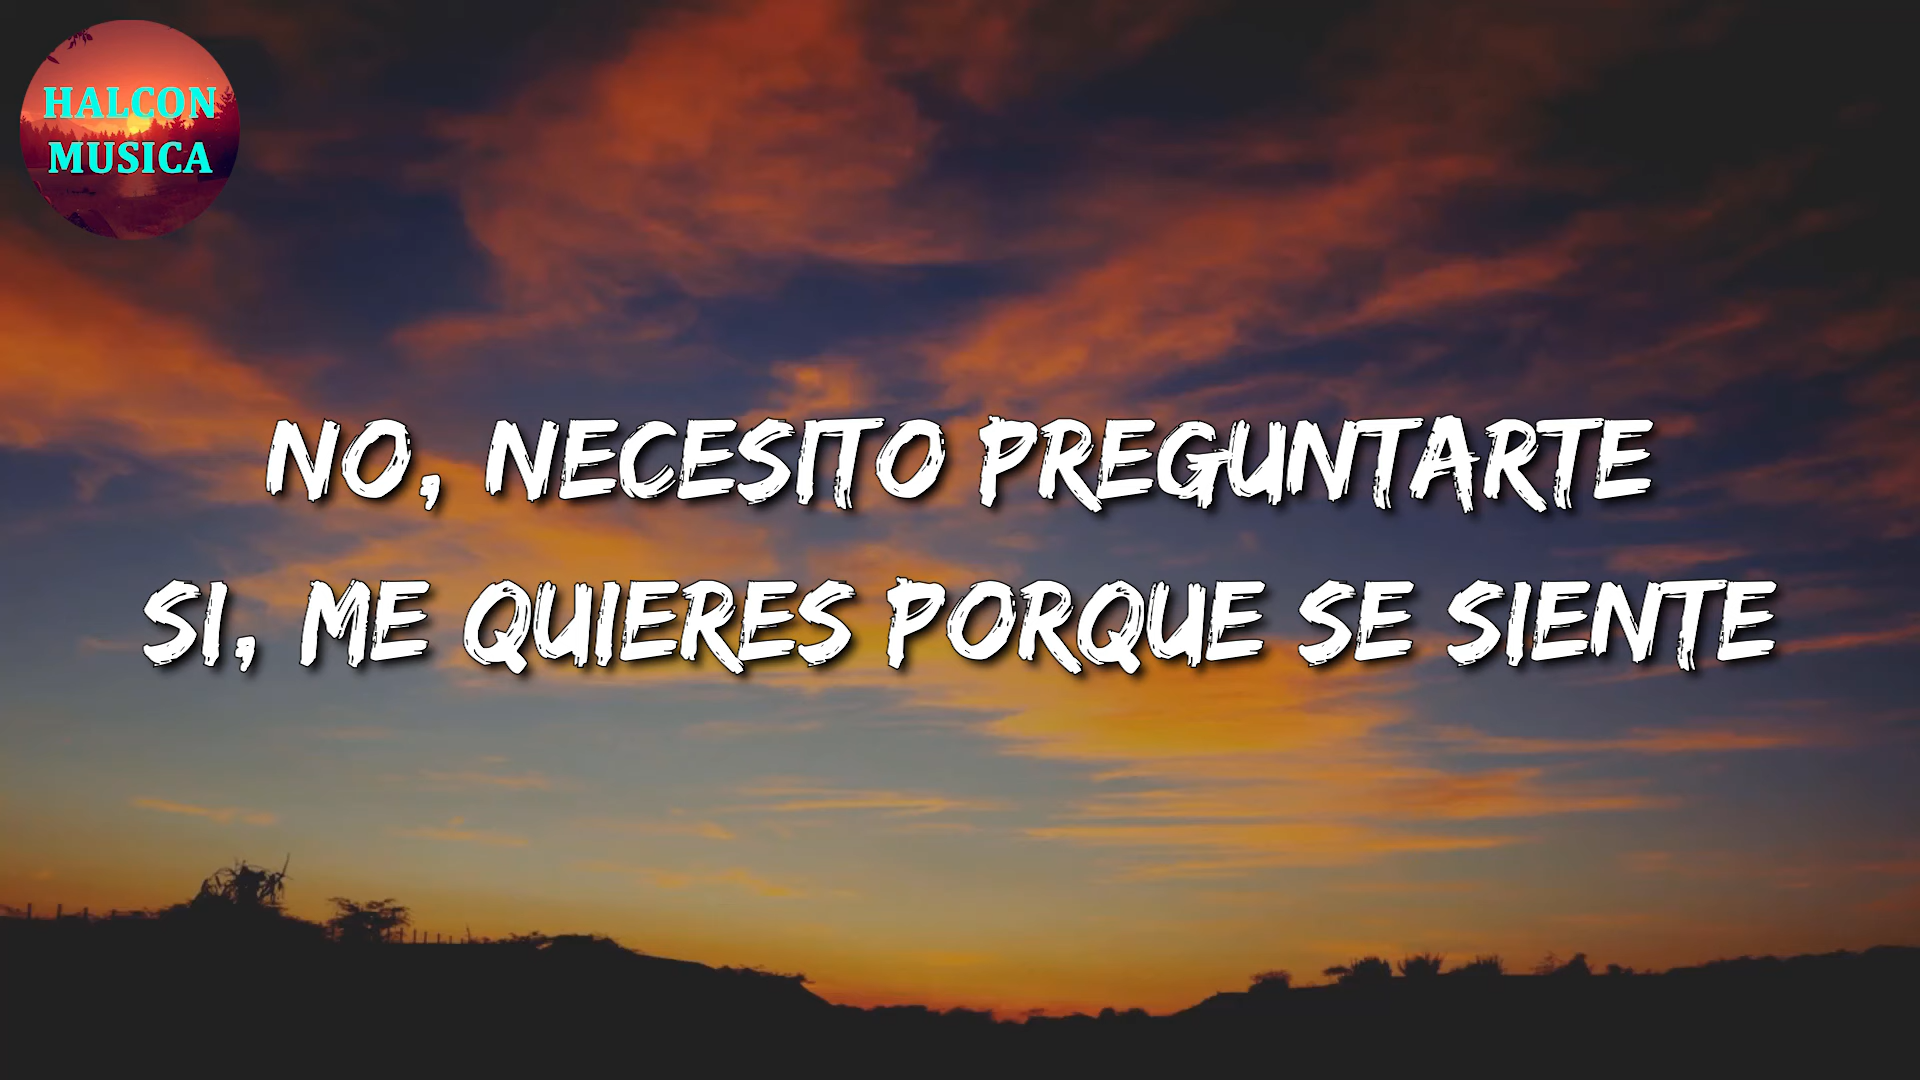 HALCON
MUSICA
NO, NECESITO PREGUNTARTE
SI, ME QUIERES PORQUE SE SIENTE